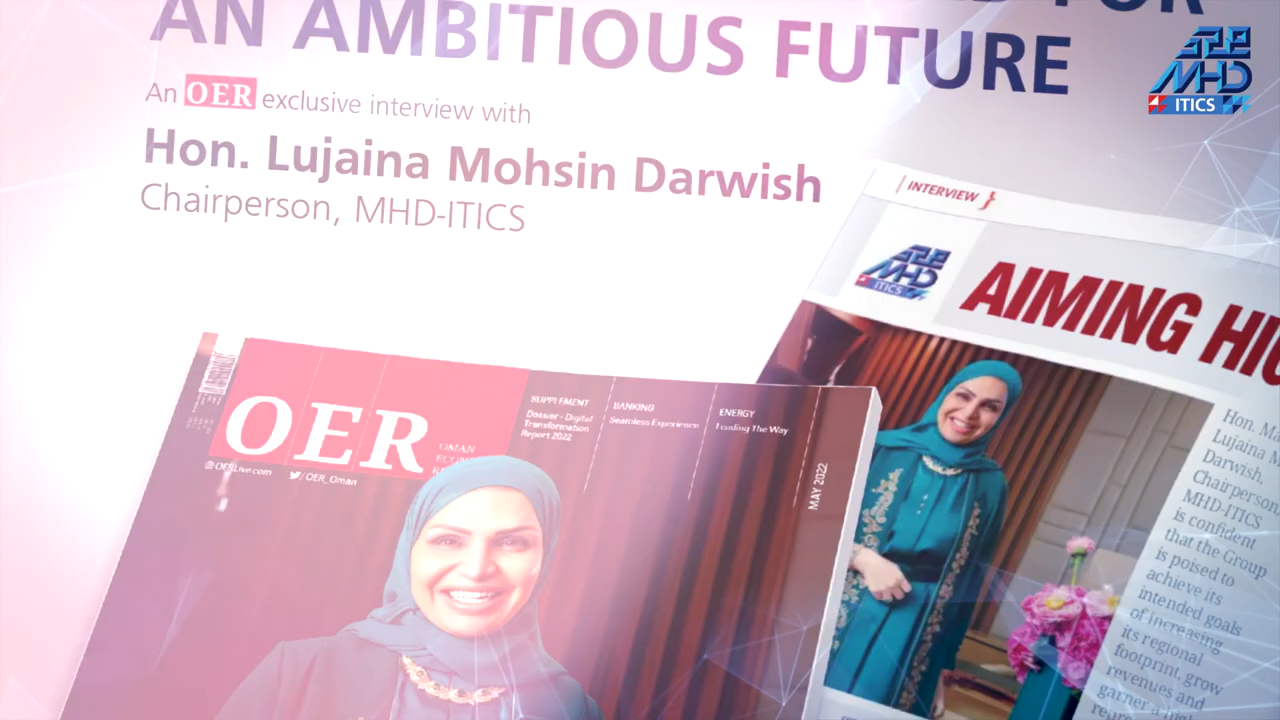 AN AMBITIOUS FUTURE
An OER exclusive interview with
Hon. Lujaina Mohsin Darwish
Chairperson, MHD-ITICS
MHD
ITICS
INTERVIEW
MHD
ITICS
AIMING
Hon.
Lujaina
Darwish,
Chairperson,
MHD-ITICS
is confident
that the Group
is poised to
achieve its
intended goals
of increasing
its regional
footprint, grow
revenues and
garner a
OER
OMAN
@OERLive.com
/OER_Oman
SUPPLEMENT
Dossier - Digital
Transformation
Report 2022
BANKING
Seamless Experience
ENERGY
Leading The Way
MAY 2022